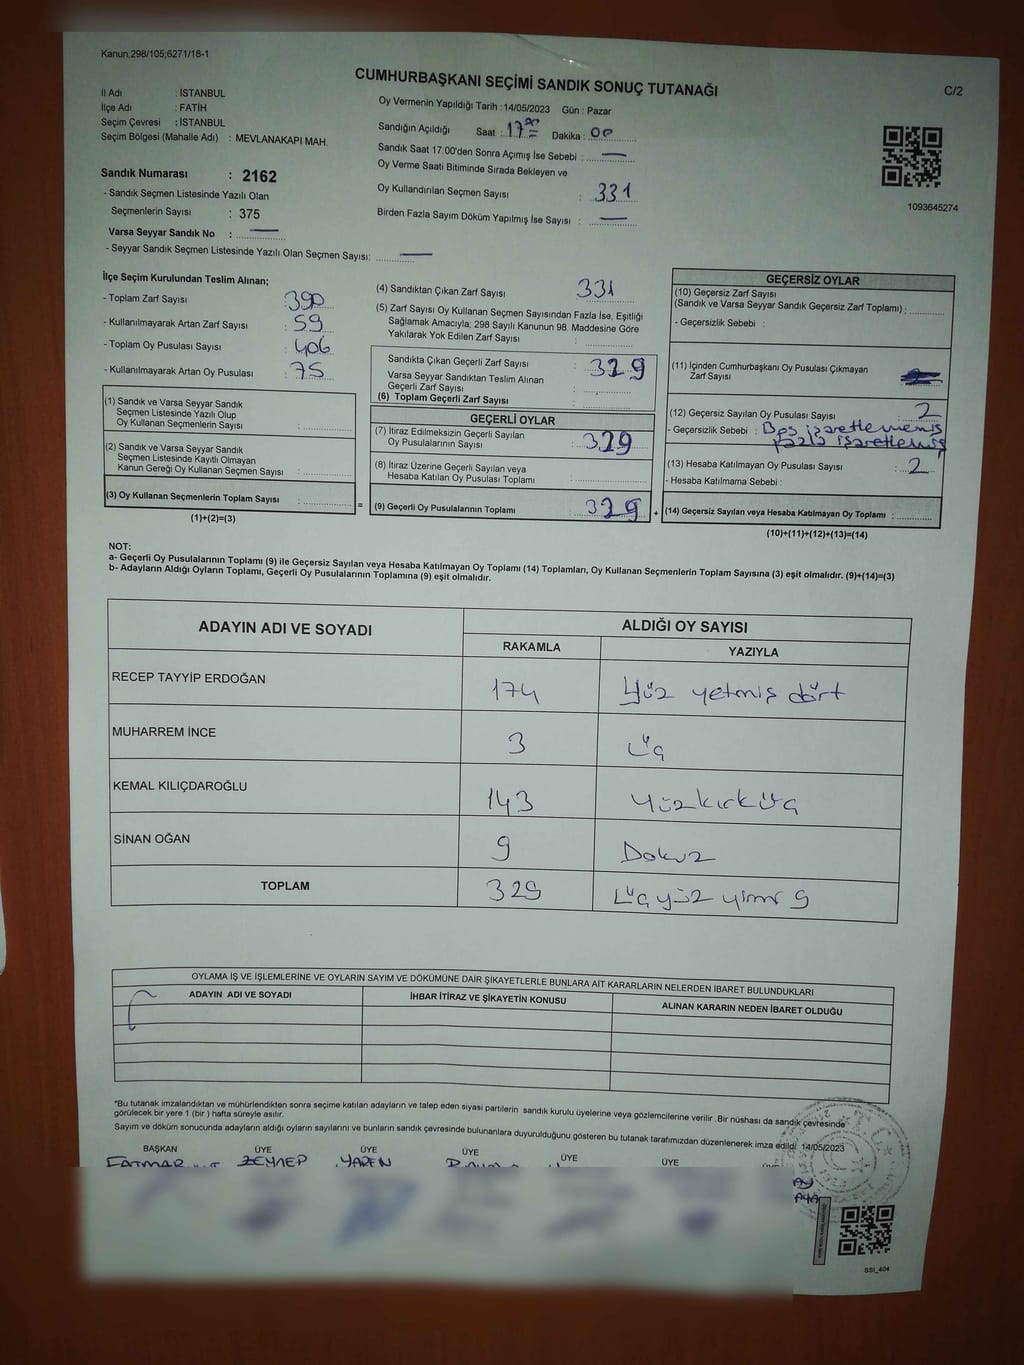 Kanun;298/105;6271/18-1
CUMHURBAŞKANI SEÇİMİ SANDIK SONUÇ TUTANAĞI
C/2
İl Adı : İSTANBUL
İlçe Adı : FATİH
Seçim Çevresi : İSTANBUL
Seçim Bölgesi (Mahalle Adı) : MEVLANAKAPI MAH.
Sandık Numarası : 2162
- Sandık Seçmen Listesinde Yazılı Olan
Seçmenlerin Sayısı : 375
Varsa Seyyar Sandık No : —
- Seyyar Sandık Seçmen Listesinde Yazılı Olan Seçmen Sayısı: —
Oy Vermenin Yapıldığı Tarih : 14/05/2023 Gün : Pazar
Sandığın Açıldığı Saat : 17 00 Dakika : 00
Sandık Saat 17:00'den Sonra Açımış İse Sebebi : —
Oy Verme Saati Bitiminde Sırada Bekleyen ve
Oy Kullandırılan Seçmen Sayısı : 331
Birden Fazla Sayım Döküm Yapılmış İse Sayısı : —
1093645274
İlçe Seçim Kurulundan Teslim Alınan;
- Toplam Zarf Sayısı : 390
- Kullanılmayarak Artan Zarf Sayısı : 59
- Toplam Oy Pusulası Sayısı : 406
- Kullanılmayarak Artan Oy Pusulası : 75
(1) Sandık ve Varsa Seyyar Sandık
Seçmen Listesinde Yazılı Olup
Oy Kullanan Seçmenlerin Sayısı :
(2) Sandık ve Varsa Seyyar Sandık
Seçmen Listesinde Kayıtlı Olmayan
Kanun Gereği Oy Kullanan Seçmen Sayısı :
(3) Oy Kullanan Seçmenlerin Toplam Sayısı :
(1)+(2)=(3)
=
(4) Sandıktan Çıkan Zarf Sayısı : 331
(5) Zarf Sayısı Oy Kullanan Seçmen Sayısından Fazla İse, Eşitliği
Sağlamak Amacıyla; 298 Sayılı Kanunun 98. Maddesine Göre
Yakılarak Yok Edilen Zarf Sayısı :
Sandıkta Çıkan Geçerli Zarf Sayısı : 329
Varsa Seyyar Sandıktan Teslim Alınan
Geçerli Zarf Sayısı :
(6) Toplam Geçerli Zarf Sayısı :
GEÇERLİ OYLAR
(7) İtiraz Edilmeksizin Geçerli Sayılan
Oy Pusulalarının Sayısı : 329
(8) İtiraz Üzerine Geçerli Sayılan veya
Hesaba Katılan Oy Pusulası Toplamı :
(9) Geçerli Oy Pusulalarının Toplamı : 329
+
GEÇERSİZ OYLAR
(10) Geçersiz Zarf Sayısı
(Sandık ve Varsa Seyyar Sandık Geçersiz Zarf Toplamı) :
- Geçersizlik Sebebi :
(11) İçinden Cumhurbaşkanı Oy Pusulası Çıkmayan
Zarf Sayısı :
(12) Geçersiz Sayılan Oy Pusulası Sayısı : 2
- Geçersizlik Sebebi : Boş işaretlememiş
fazla işaretlemiş
(13) Hesaba Katılmayan Oy Pusulası Sayısı : 2
- Hesaba Katılmama Sebebi :
(14) Geçersiz Sayılan veya Hesaba Katılmayan Oy Toplamı :
(10)+(11)+(12)+(13)=(14)
NOT:
a- Geçerli Oy Pusulalarının Toplamı (9) ile Geçersiz Sayılan veya Hesaba Katılmayan Oy Toplamı (14) Toplamları, Oy Kullanan Seçmenlerin Toplam Sayısına (3) eşit olmalıdır. (9)+(14)=(3)
b- Adayların Aldığı Oyların Toplamı, Geçerli Oy Pusulalarının Toplamına (9) eşit olmalıdır.
ADAYIN ADI VE SOYADI ALDIĞI OY SAYISI
RAKAMLA YAZIYLA
RECEP TAYYİP ERDOĞAN 174 Yüz yetmiş dört
MUHARREM İNCE 3 Üç
KEMAL KILIÇDAROĞLU 143 Yüzkırküç
SİNAN OĞAN 9 Dokuz
TOPLAM 329 Üçyüz yirmi 9
OYLAMA İŞ VE İŞLEMLERİNE VE OYLARIN SAYIM VE DÖKÜMÜNE DAİR ŞİKAYETLERLE BUNLARA AİT KARARLARIN NELERDEN İBARET BULUNDUKLARI
ADAYIN ADI VE SOYADI İHBAR İTİRAZ VE ŞİKAYETİN KONUSU ALINAN KARARIN NEDEN İBARET OLDUĞU
*Bu tutanak imzalandıktan ve mühürlendikten sonra seçime katılan adayların ve talep eden siyasi partilerin sandık kurulu üyelerine veya gözlemcilerine verilir .Bir nüshası da sandık çevresinde
görülecek bir yere 1 (bir ) hafta süreyle asılır.
Sayım ve döküm sonucunda adayların aldığı oyların sayılarını ve bunların sandık çevresinde bulunanlara duyurulduğunu gösteren bu tutanak tarafımızdan düzenlenerek imza edildi. 14/05/2023
BAŞKAN ÜYE ÜYE ÜYE ÜYE ÜYE
ZEYNEP YAREN
SSI_404